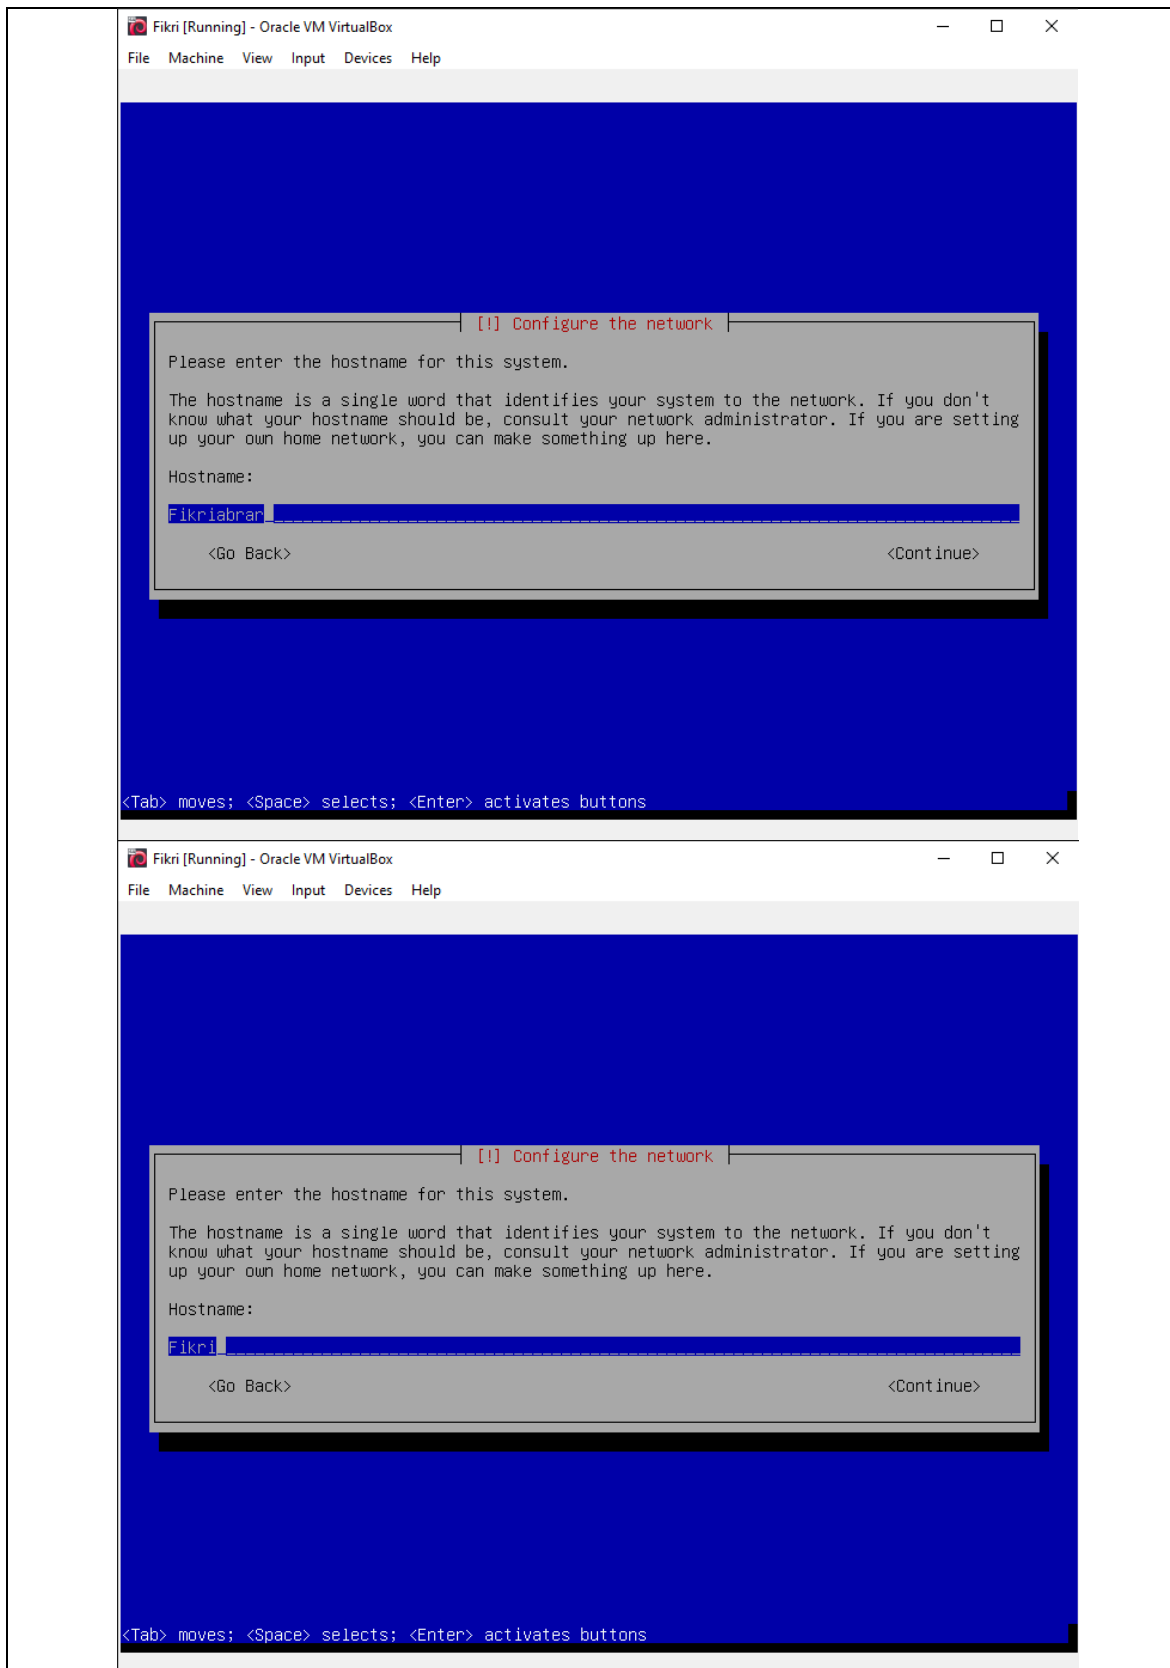 Fikri [Running] - Oracle VM VirtualBox
File Machine View Input Devices Help
[!] Configure the network
Please enter the hostname for this system.
The hostname is a single word that identifies your system to the network. If you don't
know what your hostname should be, consult your network administrator. If you are setting
up your own home network, you can make something up here.
Hostname:
Fikriabrar
<Go Back> <Continue>
<Tab> moves; <Space> selects; <Enter> activates buttons
Fikri [Running] - Oracle VM VirtualBox
File Machine View Input Devices Help
[!] Configure the network
Please enter the hostname for this system.
The hostname is a single word that identifies your system to the network. If you don't
know what your hostname should be, consult your network administrator. If you are setting
up your own home network, you can make something up here.
Hostname:
Fikri
<Go Back> <Continue>
<Tab> moves; <Space> selects; <Enter> activates buttons